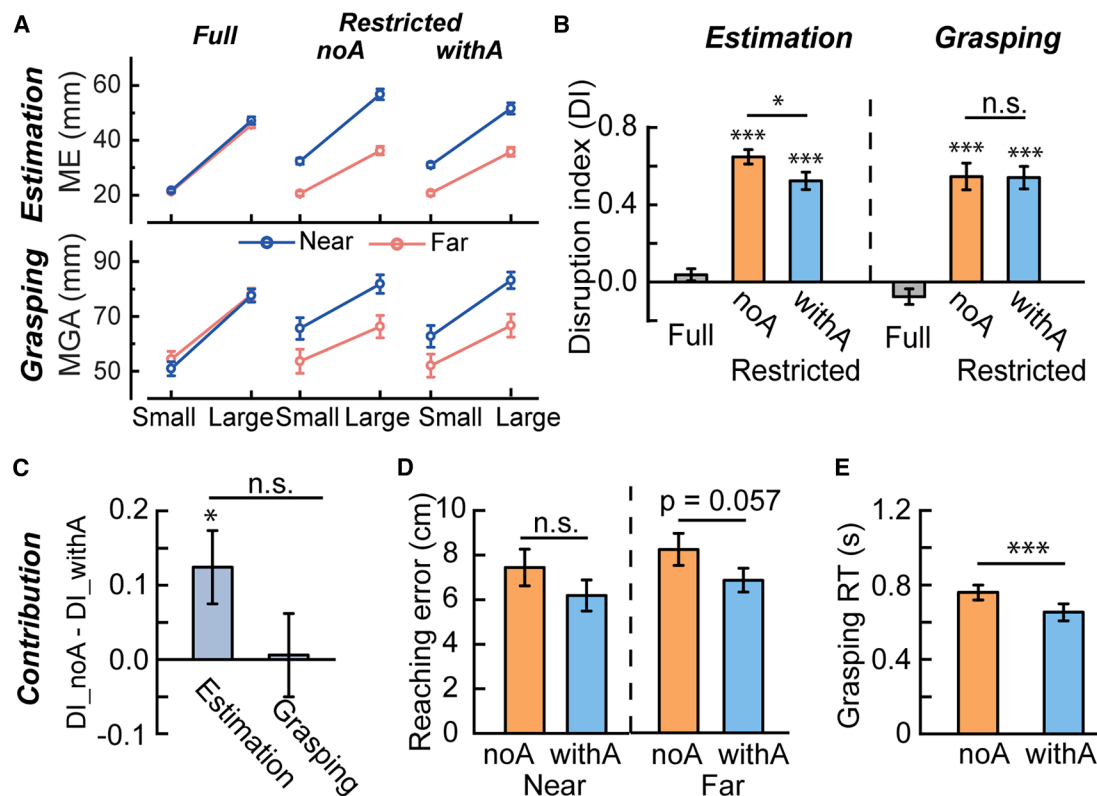 A
Full
Restricted
noA
withA
Estimation
ME (mm)
60
40
20
Near
Far
Grasping
MGA (mm)
90
70
50
Small
Large
Small
Large
Small
Large
B
Estimation
Grasping
Disruption index (DI)
0.8
0.4
0.0
*
n.s.
***
***
***
***
Full
noA
withA
Restricted
Full
noA
withA
Restricted
C
Contribution
DI_noA - DI_withA
0.2
0.1
0.0
-0.1
n.s.
*
Estimation
Grasping
D
Reaching error (cm)
10
8
6
4
2
0
n.s.
p = 0.057
noA
withA
noA
withA
Near
Far
E
Grasping RT (s)
1.2
0.8
0.4
0
***
noA
withA